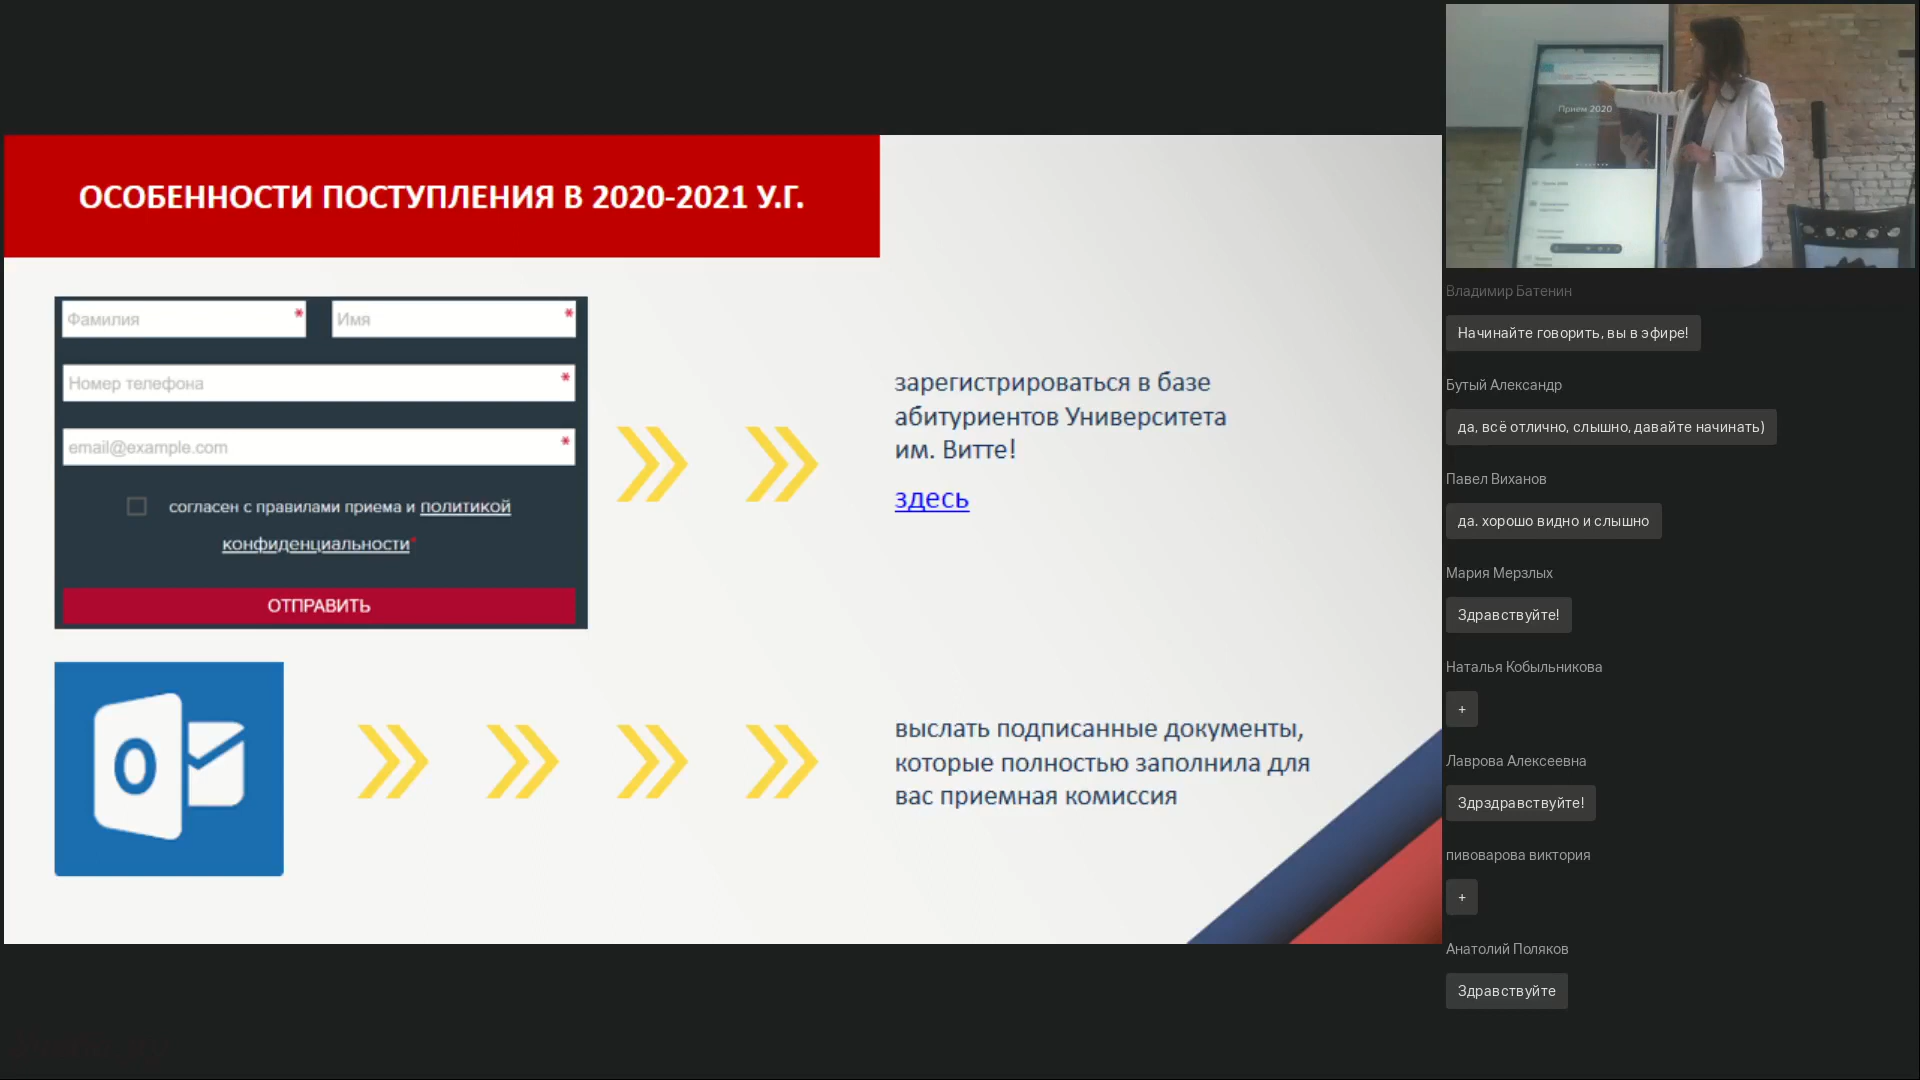 ОСОБЕННОСТИ ПОСТУПЛЕНИЯ В 2020-2021 У.Г.
Фамилия *
Имя *
Номер телефона *
email@example.com *
согласен с правилами приема и политикой
конфиденциальности*
ОТПРАВИТЬ
зарегистрироваться в базе
абитуриентов Университета
им. Витте!
здесь
выслать подписанные документы,
которые полностью заполнила для
вас приемная комиссия
Прием 2020
Владимир Батенин
Начинайте говорить, вы в эфире!
Бутый Александр
да, всё отлично, слышно, давайте начинать)
Павел Виханов
да. хорошо видно и слышно
Мария Мерзлых
Здравствуйте!
Наталья Кобыльникова
+
Лаврова Алексеевна
Здрздравствуйте!
пивоварова виктория
+
Анатолий Поляков
Здравствуйте